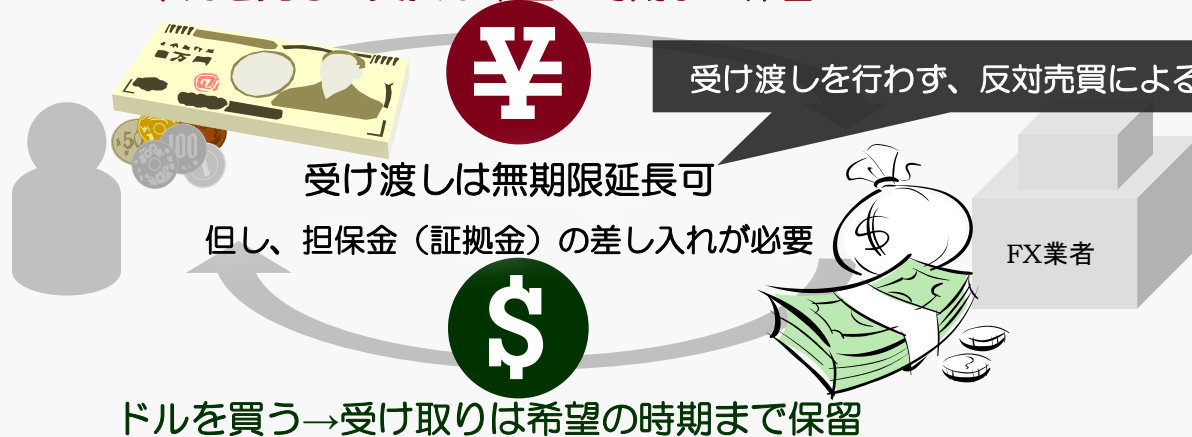 受け渡しを行わず、反対売買による
¥
受け渡しは無期限延長可
但し、担保金（証拠金）の差し入れが必要
FX業者
$
ドルを買う→受け取りは希望の時期まで保留